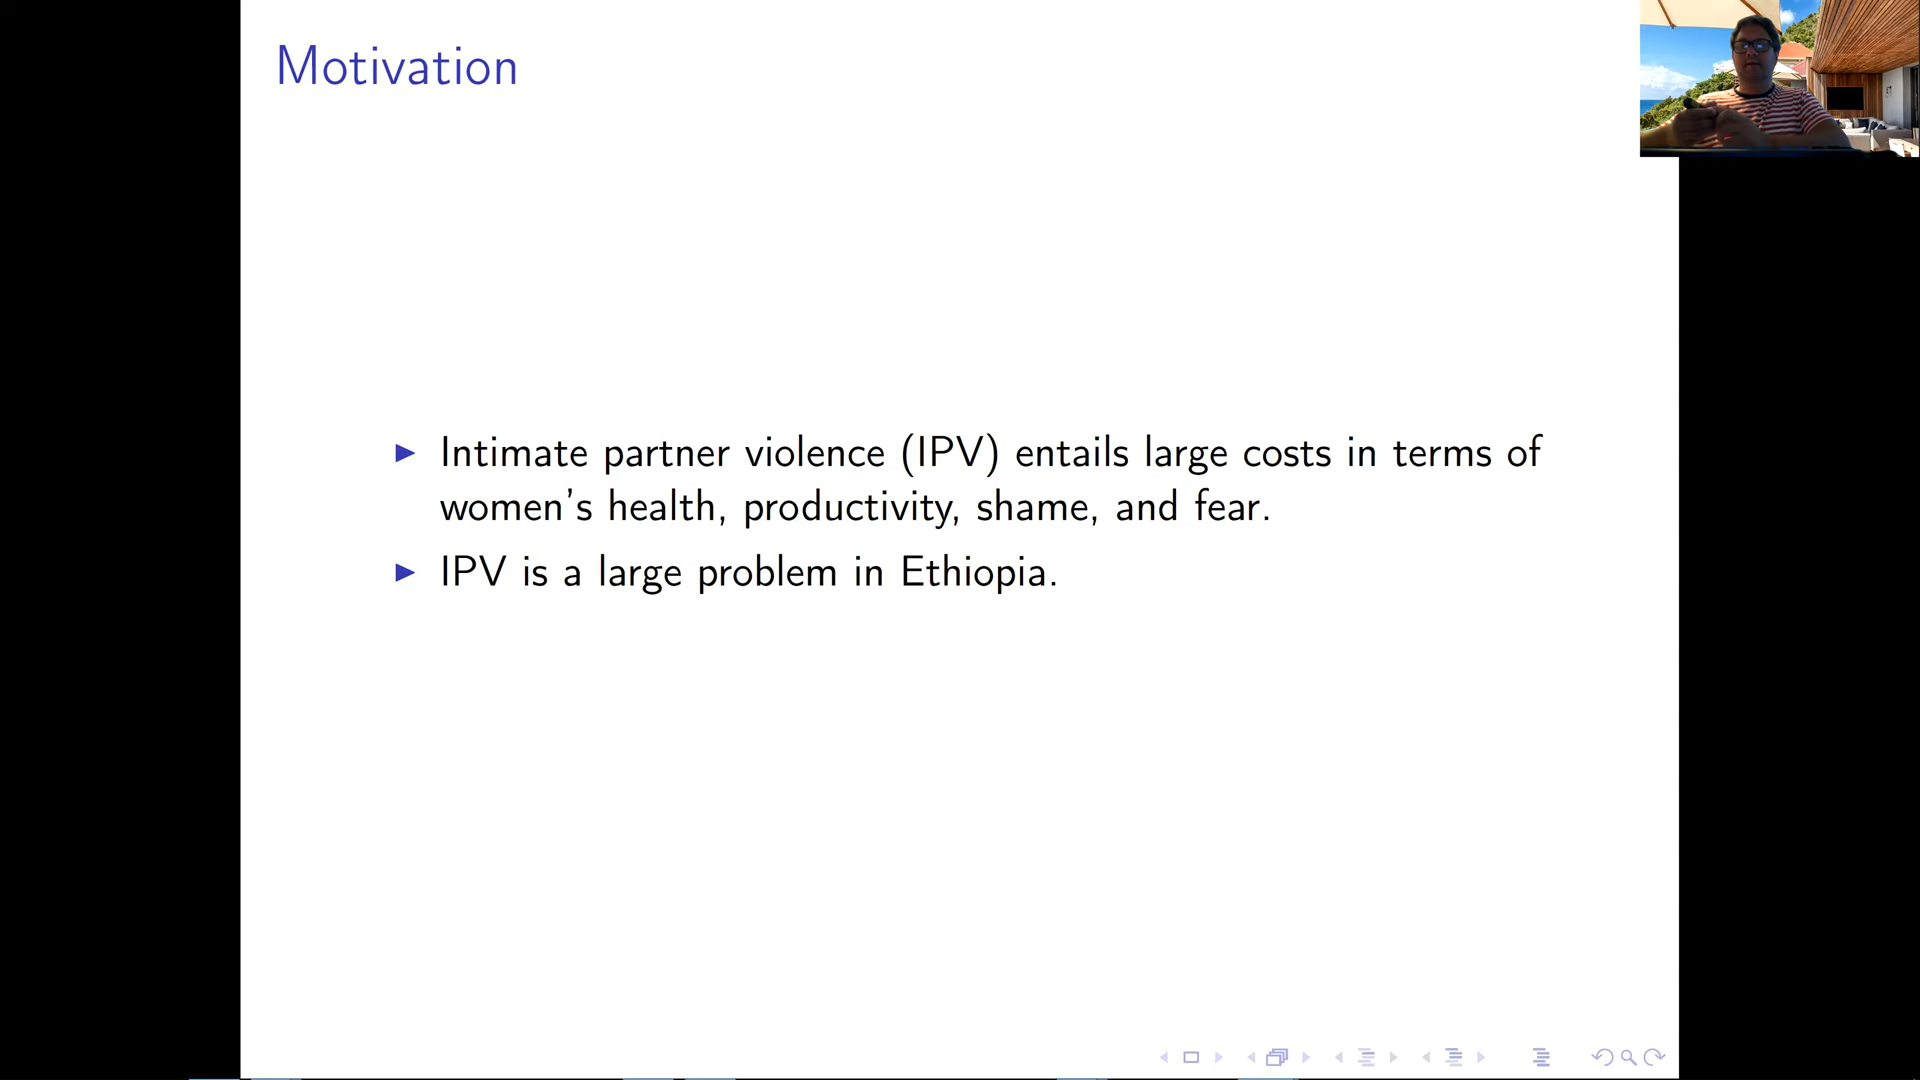 Motivation
Intimate partner violence (IPV) entails large costs in terms of
women's health, productivity, shame, and fear.
IPV is a large problem in Ethiopia.